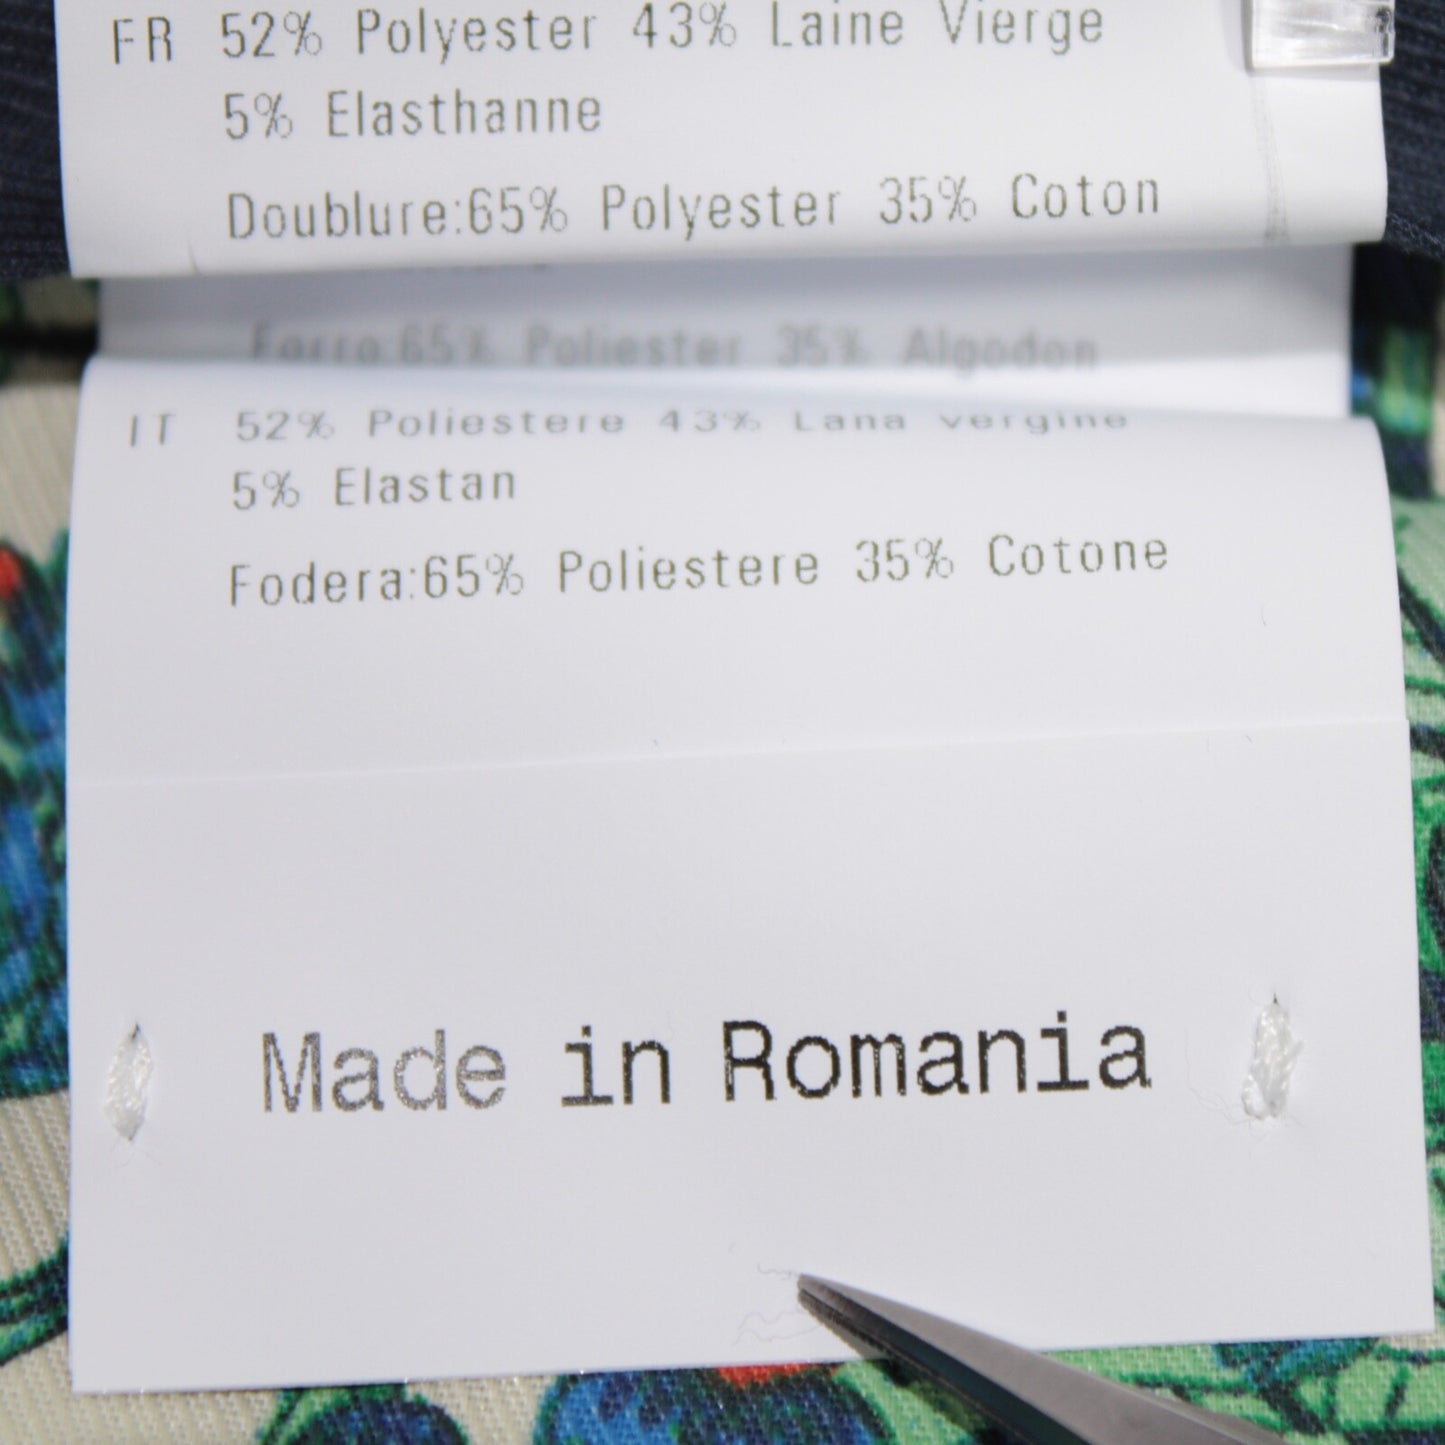 FR 52% Polyester 43% Laine Vierge
5% Elasthanne
Doublure:65% Polyester 35% Coton
Forro:65% Poliester 35% Algodon
IT 52% Poliestere 43% Lana vergine
5% Elastan
Fodera:65% Poliestere 35% Cotone
Made in Romania